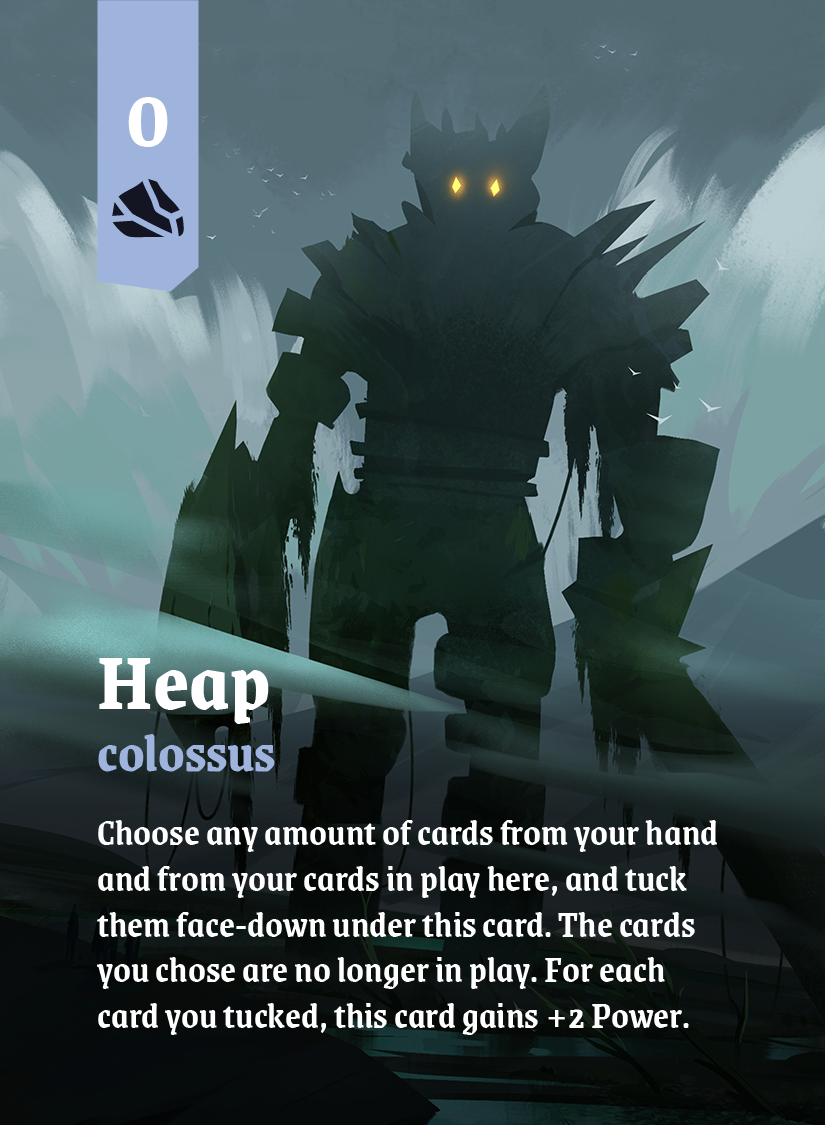 0
Heap
colossus
Choose any amount of cards from your hand
and from your cards in play here, and tuck
them face-down under this card. The cards
you chose are no longer in play. For each
card you tucked, this card gains +2 Power.